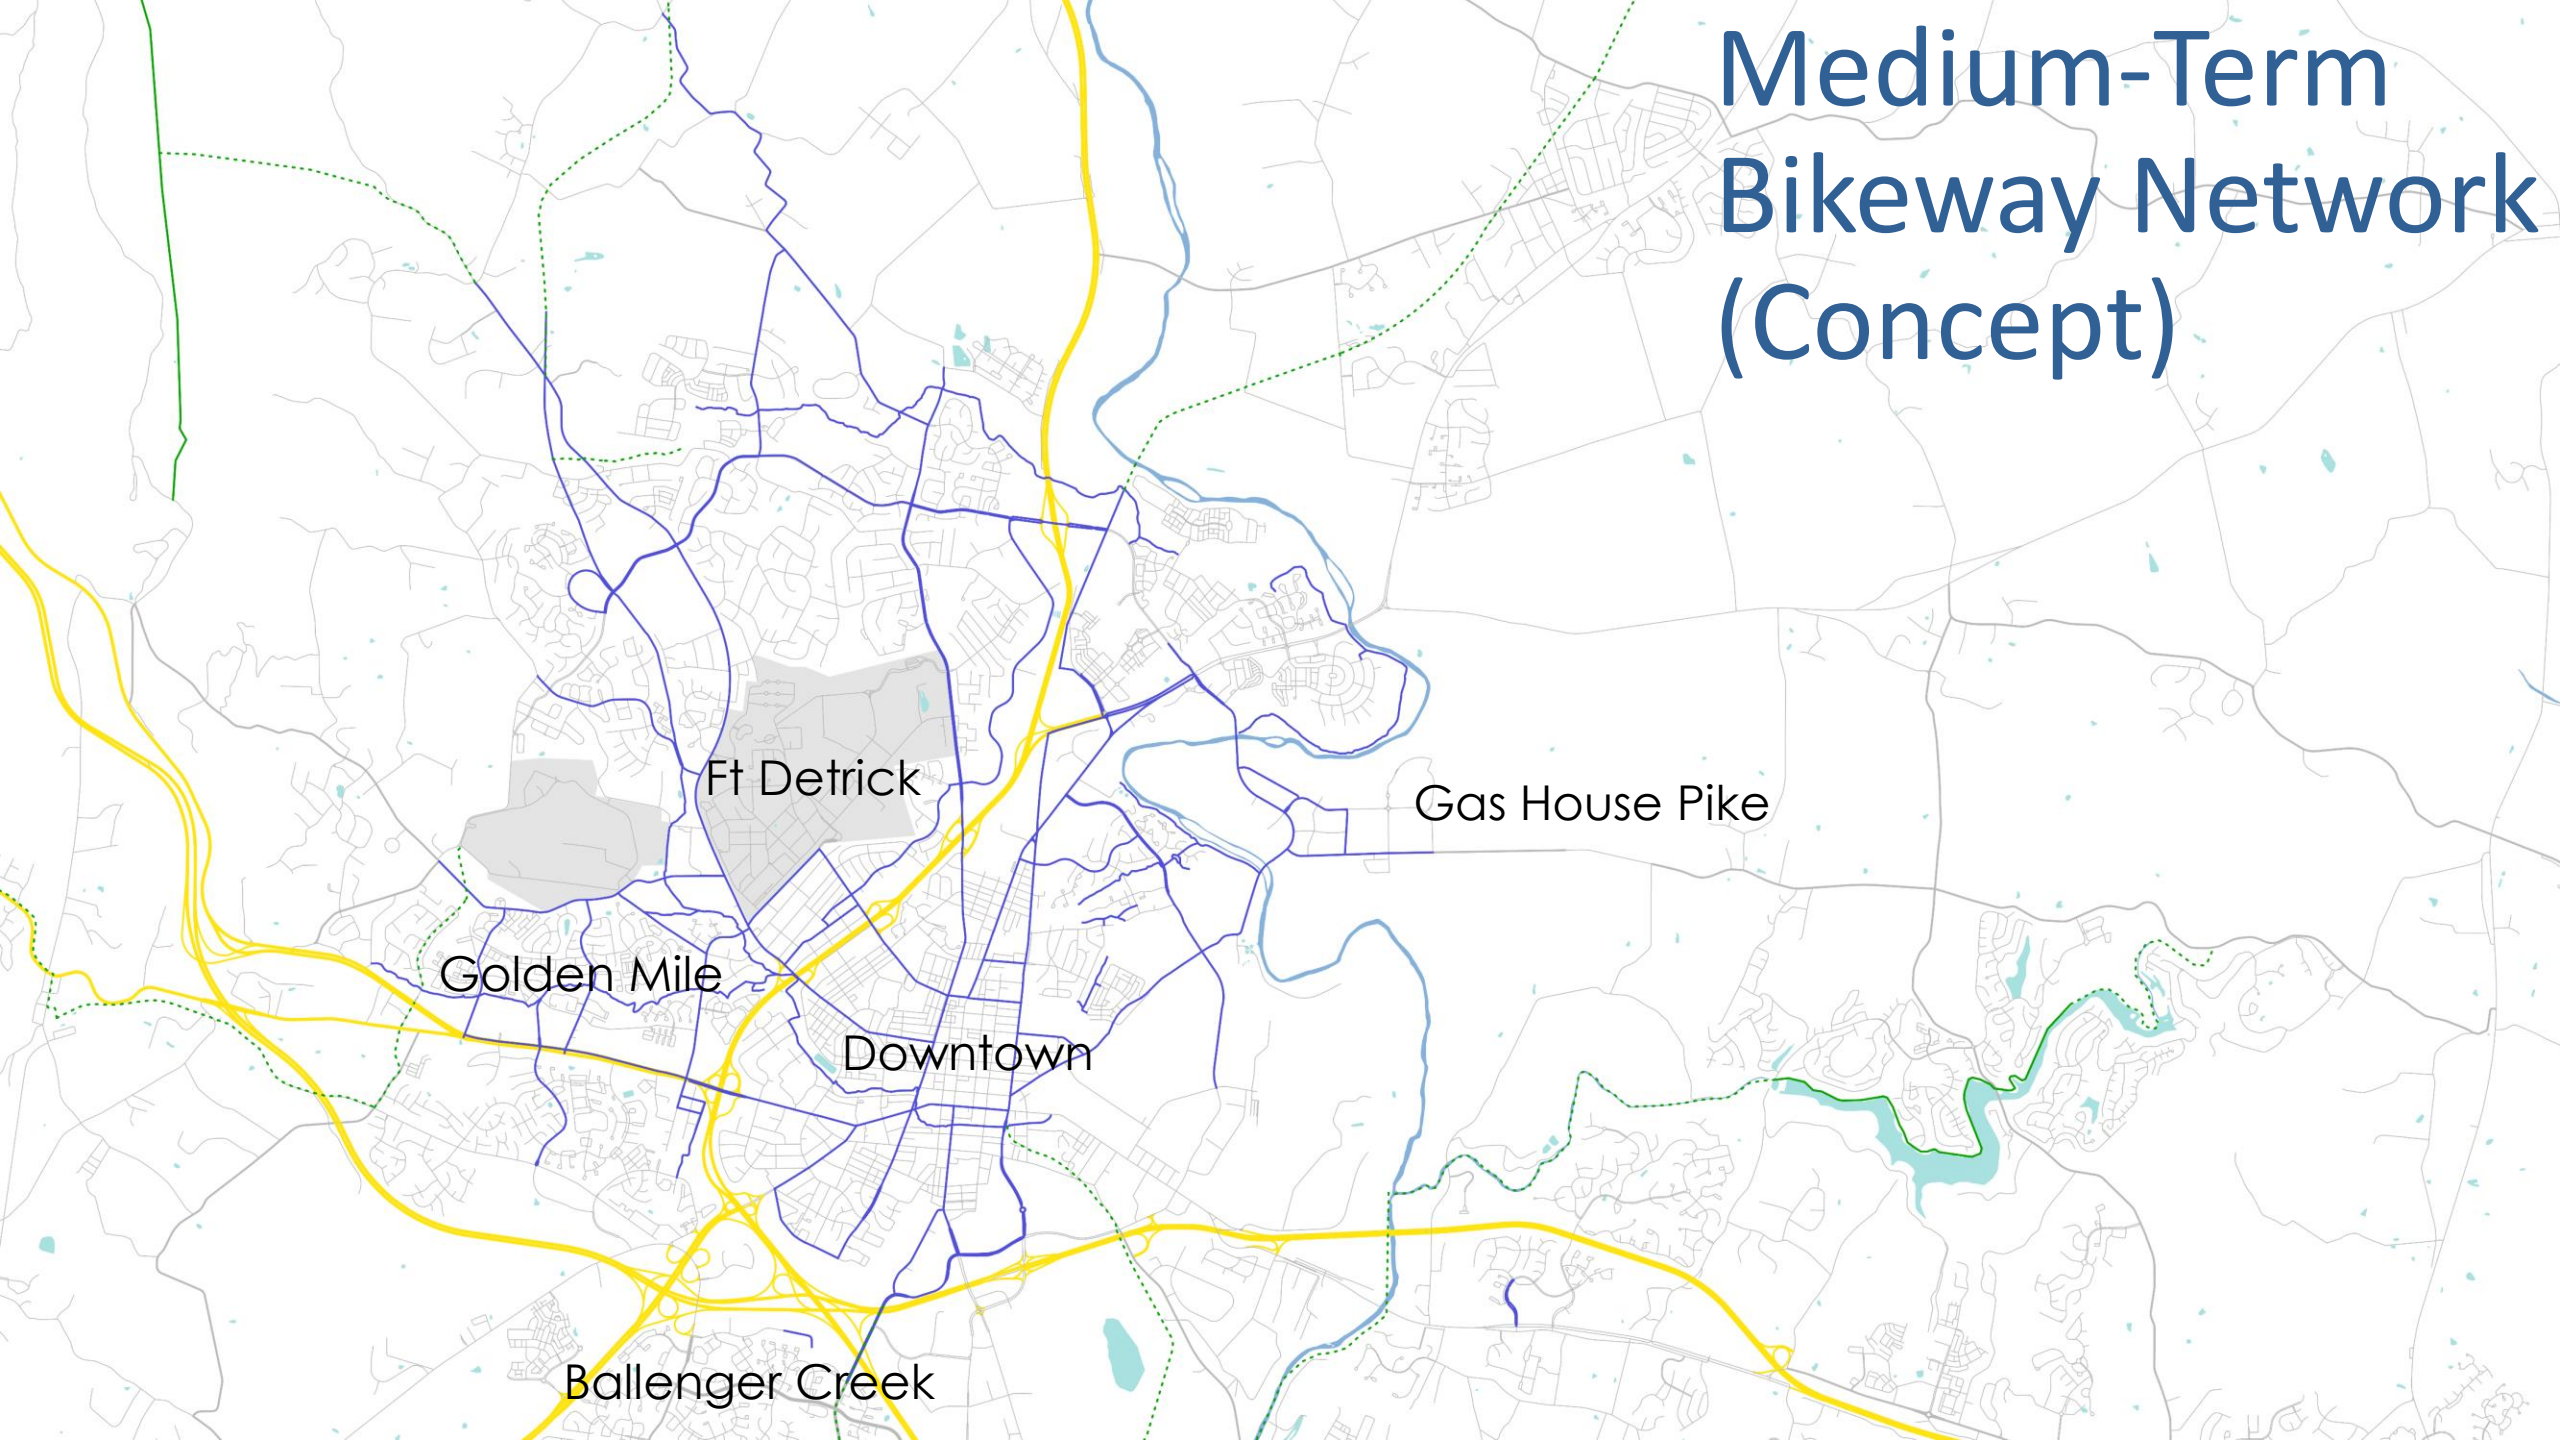 Medium-Term
Bikeway Network
(Concept)
Ft Detrick
Gas House Pike
Golden Mile
Downtown
Ballenger Creek